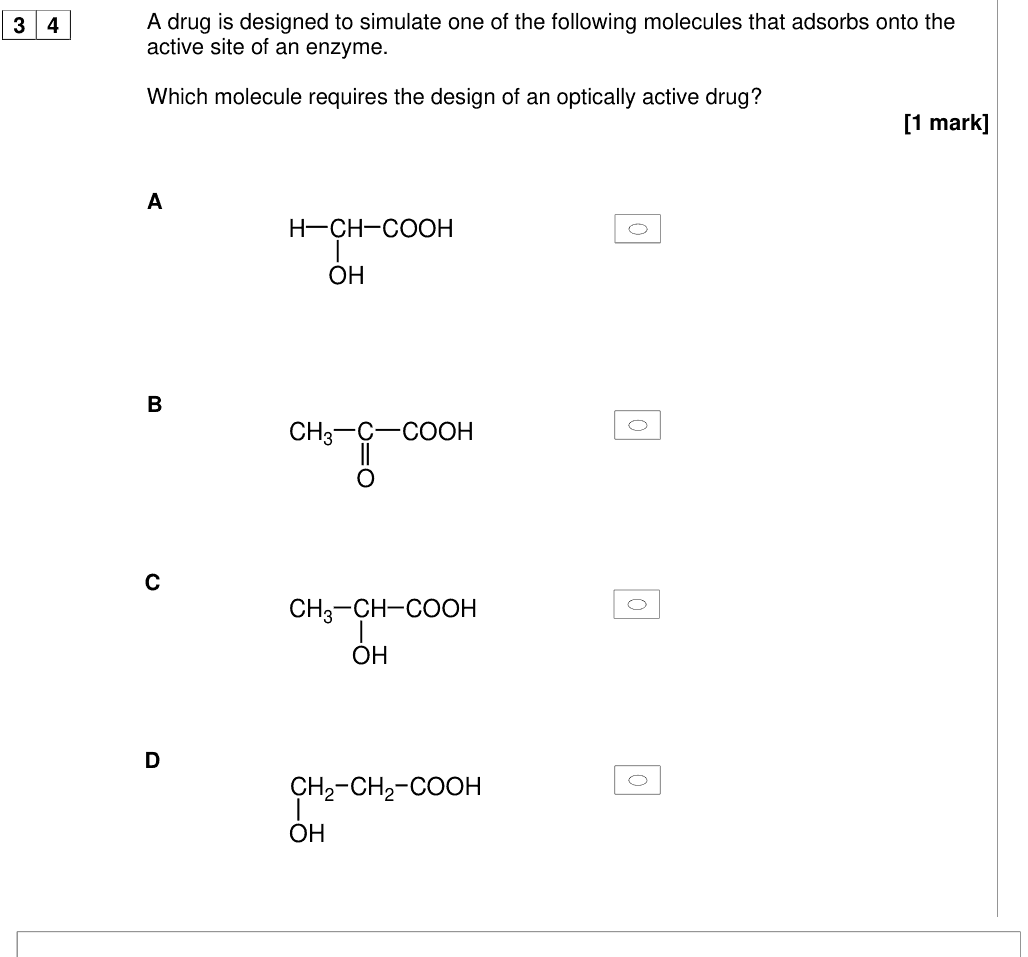 3 4
A drug is designed to simulate one of the following molecules that adsorbs onto the
active site of an enzyme.
Which molecule requires the design of an optically active drug?
[1 mark]
A
H–CH–COOH
OH
B
CH3–C–COOH
O
C
CH3–CH–COOH
OH
D
CH2–CH2–COOH
OH